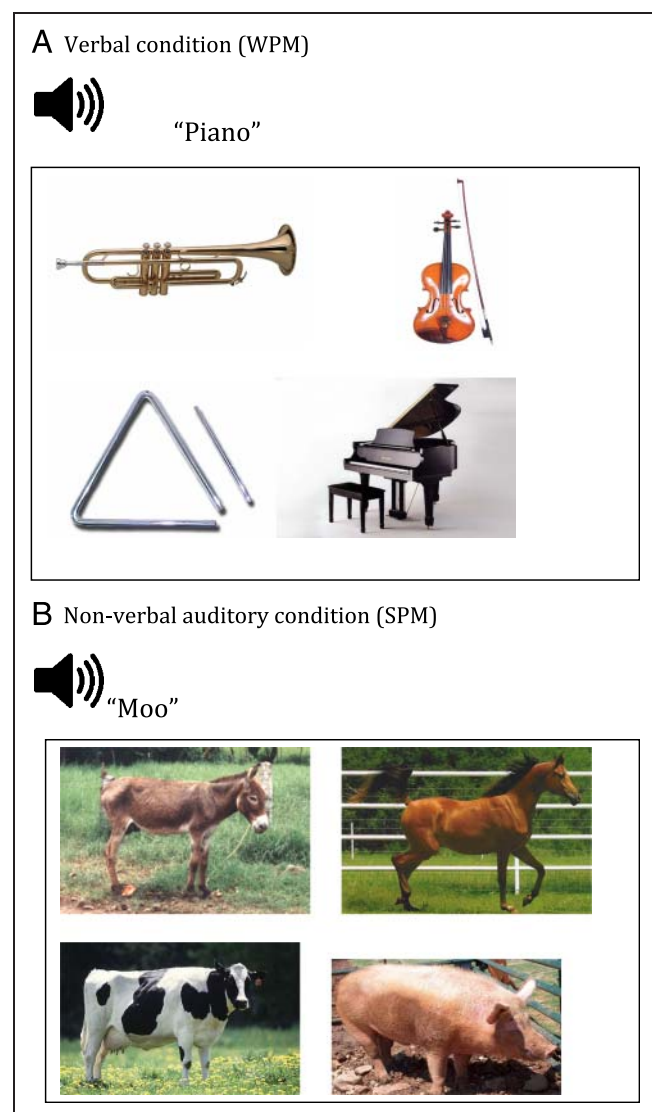 A Verbal condition (WPM)
“Piano”
B Non-verbal auditory condition (SPM)
“Moo”